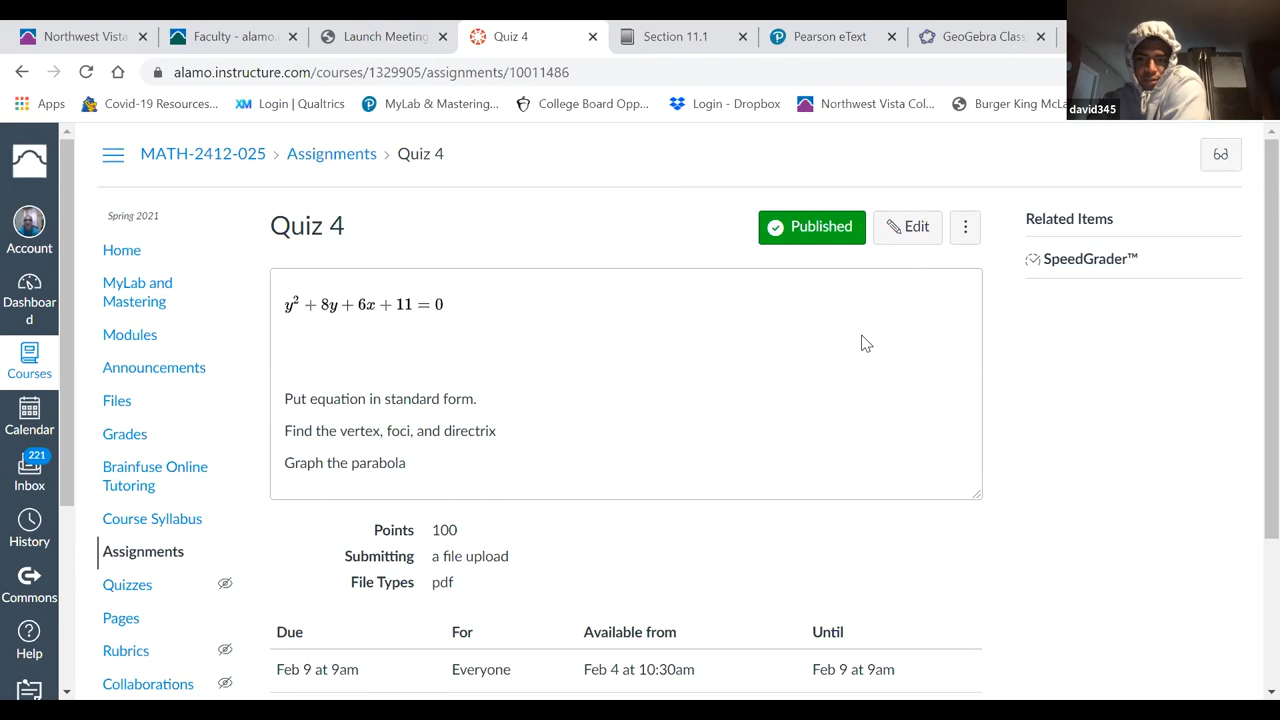 Northwest Vista
Faculty - alamo.
Launch Meeting
Quiz 4
Section 11.1
Pearson eText
GeoGebra Clas
alamo.instructure.com/courses/1329905/assignments/10011486
Apps
Covid-19 Resources...
XM Login | Qualtrics
MyLab & Mastering...
College Board Opp...
Login - Dropbox
Northwest Vista Col...
Burger King McLa
david345
MATH-2412-025 > Assignments > Quiz 4
Spring 2021
Home
MyLab and
Mastering
Modules
Announcements
Files
Grades
Brainfuse Online
Tutoring
Course Syllabus
Assignments
Quizzes
Pages
Rubrics
Collaborations
Account
Dashboar
d
Courses
Calendar
221
Inbox
History
Commons
Help
Quiz 4
Published
Edit
Related Items
SpeedGrader™
y² + 8y + 6x + 11 = 0
Put equation in standard form.
Find the vertex, foci, and directrix
Graph the parabola
Points 100
Submitting a file upload
File Types pdf
Due For Available from Until
Feb 9 at 9am Everyone Feb 4 at 10:30am Feb 9 at 9am